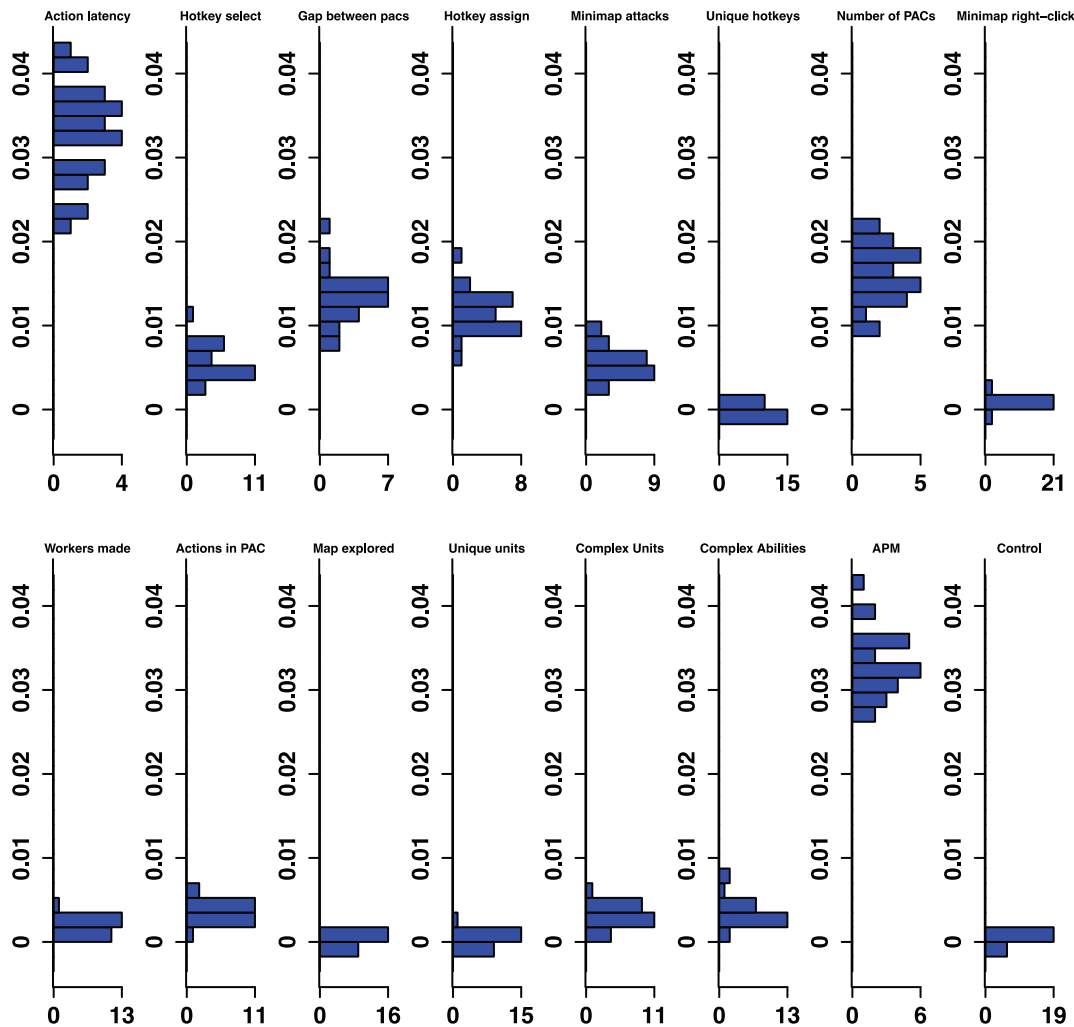 Action latency Hotkey select Gap between pacs Hotkey assign Minimap attacks Unique hotkeys Number of PACs Minimap right−click
0.04 0.04 0.04 0.04 0.04 0.04 0.04 0.04
0.03 0.03 0.03 0.03 0.03 0.03 0.03 0.03
0.02 0.02 0.02 0.02 0.02 0.02 0.02 0.02
0.01 0.01 0.01 0.01 0.01 0.01 0.01 0.01
0 0 0 0 0 0 0 0
0 4 0 11 0 7 0 8 0 9 0 15 0 5 0 21
Workers made Actions in PAC Map explored Unique units Complex Units Complex Abilities APM Control
0.04 0.04 0.04 0.04 0.04 0.04 0.04 0.04
0.03 0.03 0.03 0.03 0.03 0.03 0.03 0.03
0.02 0.02 0.02 0.02 0.02 0.02 0.02 0.02
0.01 0.01 0.01 0.01 0.01 0.01 0.01 0.01
0 0 0 0 0 0 0 0
0 13 0 11 0 16 0 15 0 11 0 13 0 6 0 19